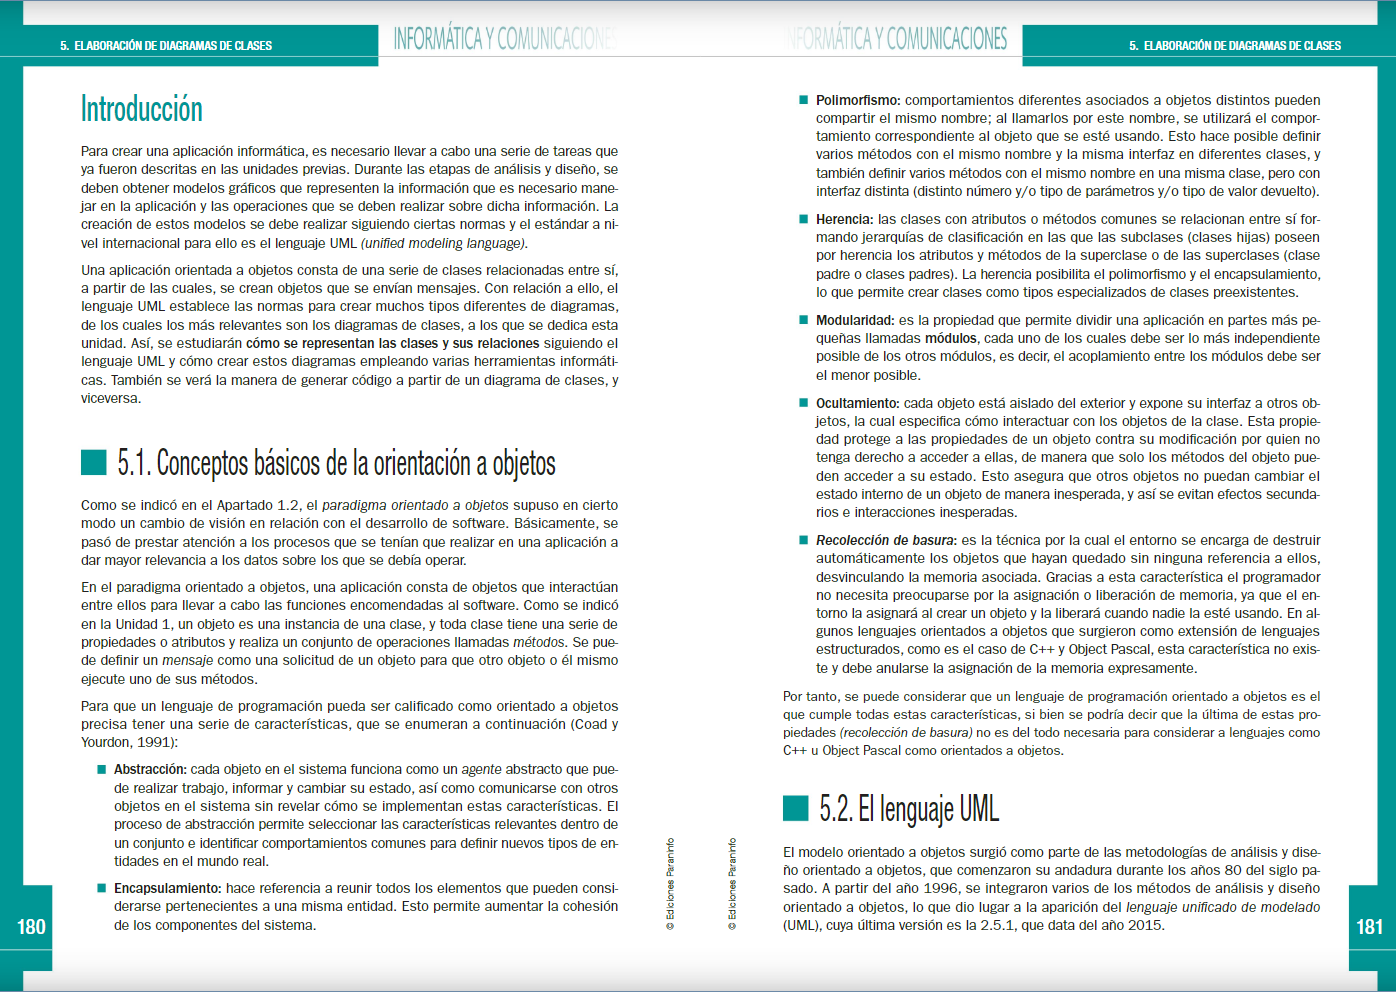 5. ELABORACIÓN DE DIAGRAMAS DE CLASES
INFORMÁTICA Y COMUNICACIONES
Introducción
Para crear una aplicación informática, es necesario llevar a cabo una serie de tareas que
ya fueron descritas en las unidades previas. Durante las etapas de análisis y diseño, se
deben obtener modelos gráficos que representen la información que es necesario mane-
jar en la aplicación y las operaciones que se deben realizar sobre dicha información. La
creación de estos modelos se debe realizar siguiendo ciertas normas y el estándar a ni-
vel internacional para ello es el lenguaje UML (unified modeling language).
Una aplicación orientada a objetos consta de una serie de clases relacionadas entre sí,
a partir de las cuales, se crean objetos que se envían mensajes. Con relación a ello, el
lenguaje UML establece las normas para crear muchos tipos diferentes de diagramas,
de los cuales los más relevantes son los diagramas de clases, a los que se dedica esta
unidad. Así, se estudiarán cómo se representan las clases y sus relaciones siguiendo el
lenguaje UML y cómo crear estos diagramas empleando varias herramientas informáti-
cas. También se verá la manera de generar código a partir de un diagrama de clases, y
viceversa.
5.1. Conceptos básicos de la orientación a objetos
Como se indicó en el Apartado 1.2, el paradigma orientado a objetos supuso en cierto
modo un cambio de visión en relación con el desarrollo de software. Básicamente, se
pasó de prestar atención a los procesos que se tenían que realizar en una aplicación a
dar mayor relevancia a los datos sobre los que se debía operar.
En el paradigma orientado a objetos, una aplicación consta de objetos que interactúan
entre ellos para llevar a cabo las funciones encomendadas al software. Como se indicó
en la Unidad 1, un objeto es una instancia de una clase, y toda clase tiene una serie de
propiedades o atributos y realiza un conjunto de operaciones llamadas métodos. Se pue-
de definir un mensaje como una solicitud de un objeto para que otro objeto o él mismo
ejecute uno de sus métodos.
Para que un lenguaje de programación pueda ser calificado como orientado a objetos
precisa tener una serie de características, que se enumeran a continuación (Coad y
Yourdon, 1991):
Abstracción: cada objeto en el sistema funciona como un agente abstracto que pue-
de realizar trabajo, informar y cambiar su estado, así como comunicarse con otros
objetos en el sistema sin revelar cómo se implementan estas características. El
proceso de abstracción permite seleccionar las características relevantes dentro de
un conjunto e identificar comportamientos comunes para definir nuevos tipos de en-
tidades en el mundo real.
Encapsulamiento: hace referencia a reunir todos los elementos que pueden consi-
derarse pertenecientes a una misma entidad. Esto permite aumentar la cohesión
de los componentes del sistema.
180
© Ediciones Paraninfo
INFORMÁTICA Y COMUNICACIONES
5. ELABORACIÓN DE DIAGRAMAS DE CLASES
Polimorfismo: comportamientos diferentes asociados a objetos distintos pueden
compartir el mismo nombre; al llamarlos por este nombre, se utilizará el compor-
tamiento correspondiente al objeto que se esté usando. Esto hace posible definir
varios métodos con el mismo nombre y la misma interfaz en diferentes clases, y
también definir varios métodos con el mismo nombre en una misma clase, pero con
interfaz distinta (distinto número y/o tipo de parámetros y/o tipo de valor devuelto).
Herencia: las clases con atributos o métodos comunes se relacionan entre sí for-
mando jerarquías de clasificación en las que las subclases (clases hijas) poseen
por herencia los atributos y métodos de la superclase o de las superclases (clase
padre o clases padres). La herencia posibilita el polimorfismo y el encapsulamiento,
lo que permite crear clases como tipos especializados de clases preexistentes.
Modularidad: es la propiedad que permite dividir una aplicación en partes más pe-
queñas llamadas módulos, cada uno de los cuales debe ser lo más independiente
posible de los otros módulos, es decir, el acoplamiento entre los módulos debe ser
el menor posible.
Ocultamiento: cada objeto está aislado del exterior y expone su interfaz a otros ob-
jetos, la cual especifica cómo interactuar con los objetos de la clase. Esta propie-
dad protege a las propiedades de un objeto contra su modificación por quien no
tenga derecho a acceder a ellas, de manera que solo los métodos del objeto pue-
den acceder a su estado. Esto asegura que otros objetos no puedan cambiar el
estado interno de un objeto de manera inesperada, y así se evitan efectos secunda-
rios e interacciones inesperadas.
Recolección de basura: es la técnica por la cual el entorno se encarga de destruir
automáticamente los objetos que hayan quedado sin ninguna referencia a ellos,
desvinculando la memoria asociada. Gracias a esta característica el programador
no necesita preocuparse por la asignación o liberación de memoria, ya que el en-
torno la asignará al crear un objeto y la liberará cuando nadie la esté usando. En al-
gunos lenguajes orientados a objetos que surgieron como extensión de lenguajes
estructurados, como es el caso de C++ y Object Pascal, esta característica no exis-
te y debe anularse la asignación de la memoria expresamente.
Por tanto, se puede considerar que un lenguaje de programación orientado a objetos es el
que cumple todas estas características, si bien se podría decir que la última de estas pro-
piedades (recolección de basura) no es del todo necesaria para considerar a lenguajes como
C++ u Object Pascal como orientados a objetos.
5.2. El lenguaje UML
El modelo orientado a objetos surgió como parte de las metodologías de análisis y dise-
ño orientado a objetos, que comenzaron su andadura durante los años 80 del siglo pa-
sado. A partir del año 1996, se integraron varios de los métodos de análisis y diseño
orientado a objetos, lo que dio lugar a la aparición del lenguaje unificado de modelado
(UML), cuya última versión es la 2.5.1, que data del año 2015.
© Ediciones Paraninfo
181